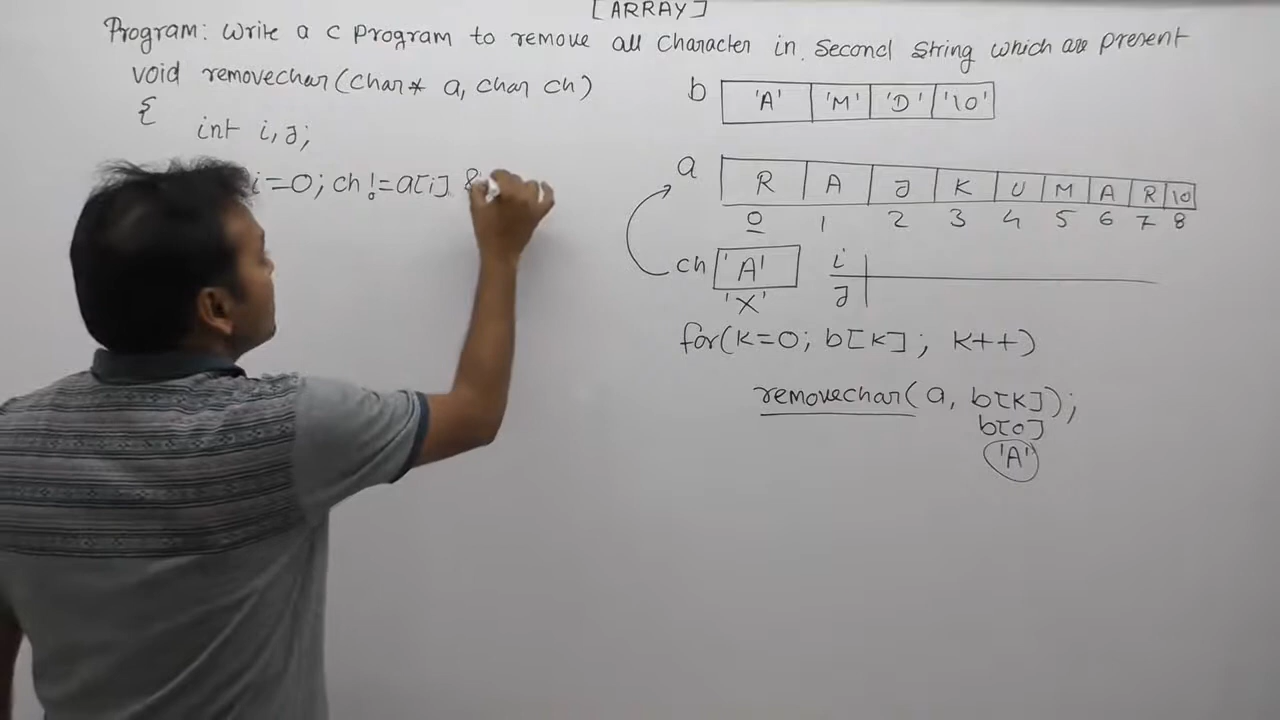 [ARRAY]
Program: Write a C program to remove all character in second string which are present
void removechar(char* a, char ch)
{
int i,j;
i=0; ch!=a[i] &
b 'A' 'M' 'D' '\0'
a R A J K U M A R \0
0 1 2 3 4 5 6 7 8
ch 'A' i
'X' J
for(k=0; b[k]; k++)
removechar(a, b[k]);
b[0]
'A'